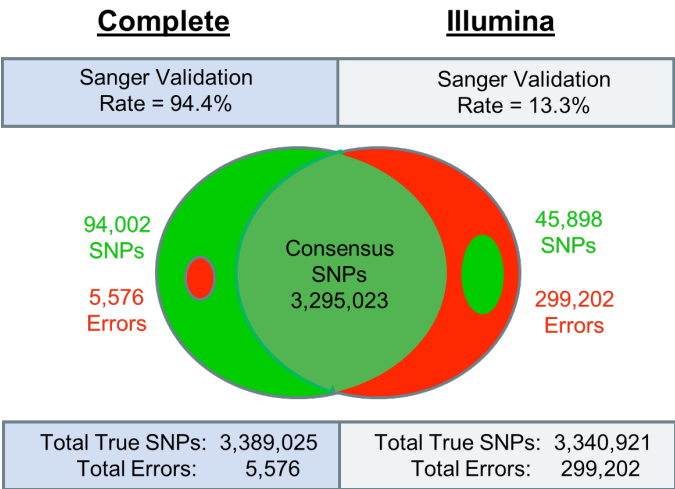 Complete
Illumina
Sanger Validation
Rate = 94.4%
Sanger Validation
Rate = 13.3%
94,002
SNPs
5,576
Errors
Consensus
SNPs
3,295,023
45,898
SNPs
299,202
Errors
Total True SNPs: 3,389,025
Total Errors: 5,576
Total True SNPs: 3,340,921
Total Errors: 299,202